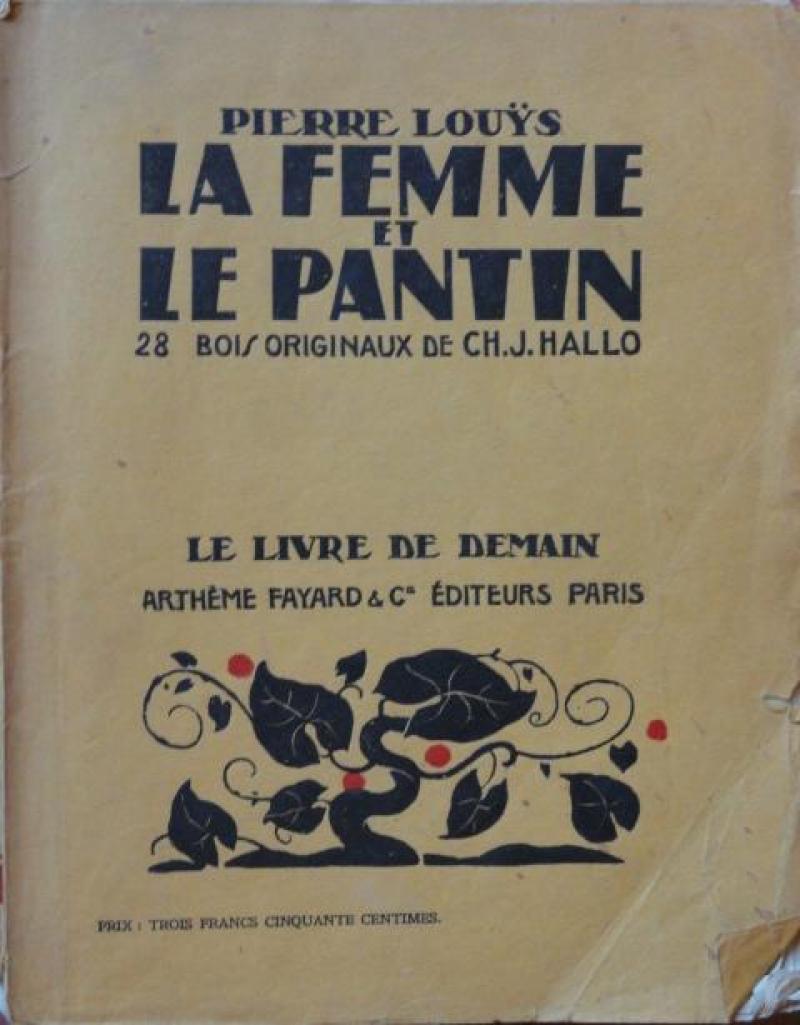 PIERRE LOUŸS
LA FEMME
ET
LE PANTIN
28 BOIS ORIGINAUX DE CH. J. HALLO
LE LIVRE DE DEMAIN
ARTHÈME FAYARD & Cie ÉDITEURS PARIS
PRIX : TROIS FRANCS CINQUANTE CENTIMES.